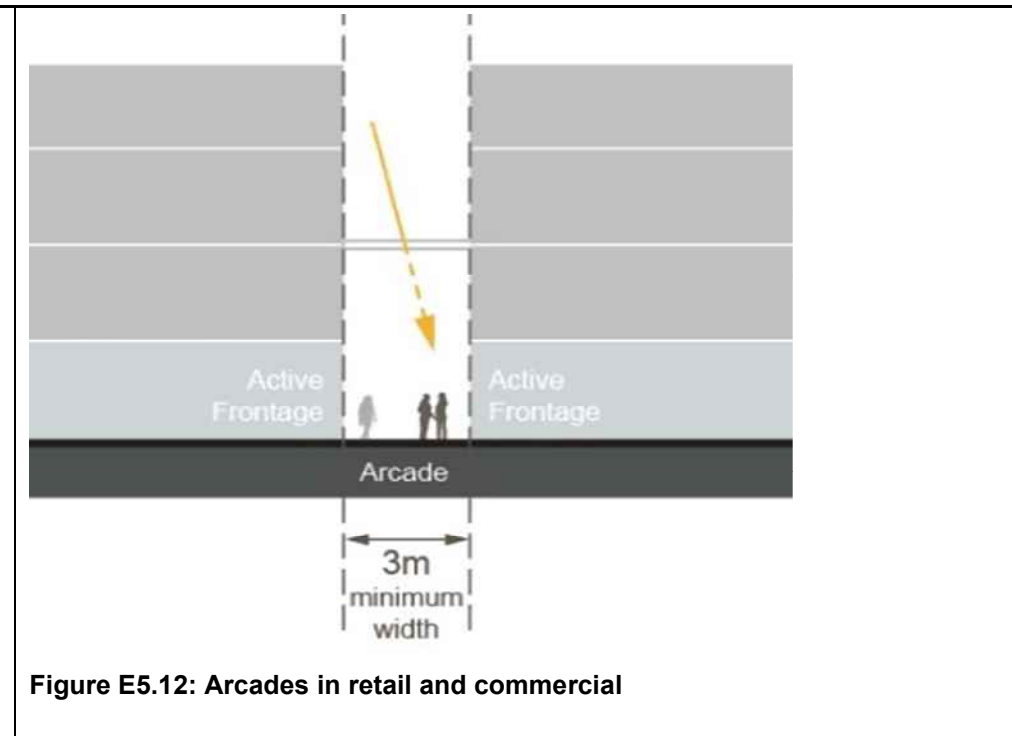 Active
Frontage
Active
Frontage
Arcade
3m
minimum
width
Figure E5.12: Arcades in retail and commercial